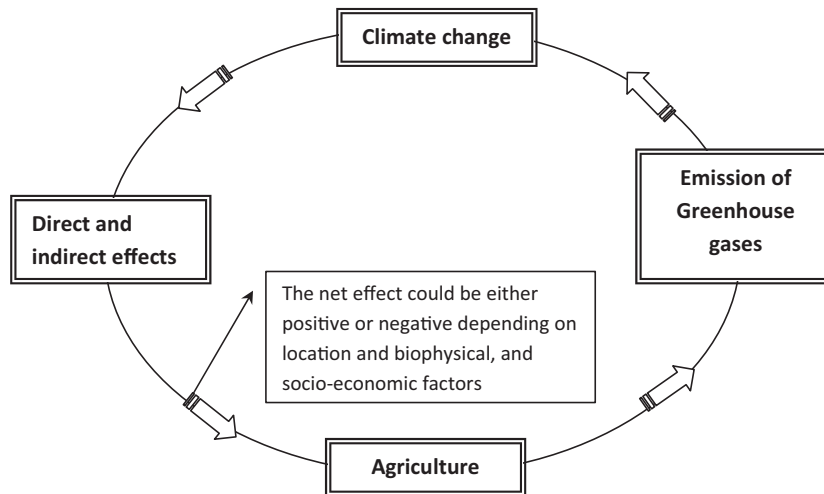 Climate change
Emission of
Greenhouse
gases
Direct and
indirect effects
The net effect could be either
positive or negative depending on
location and biophysical, and
socio-economic factors
Agriculture